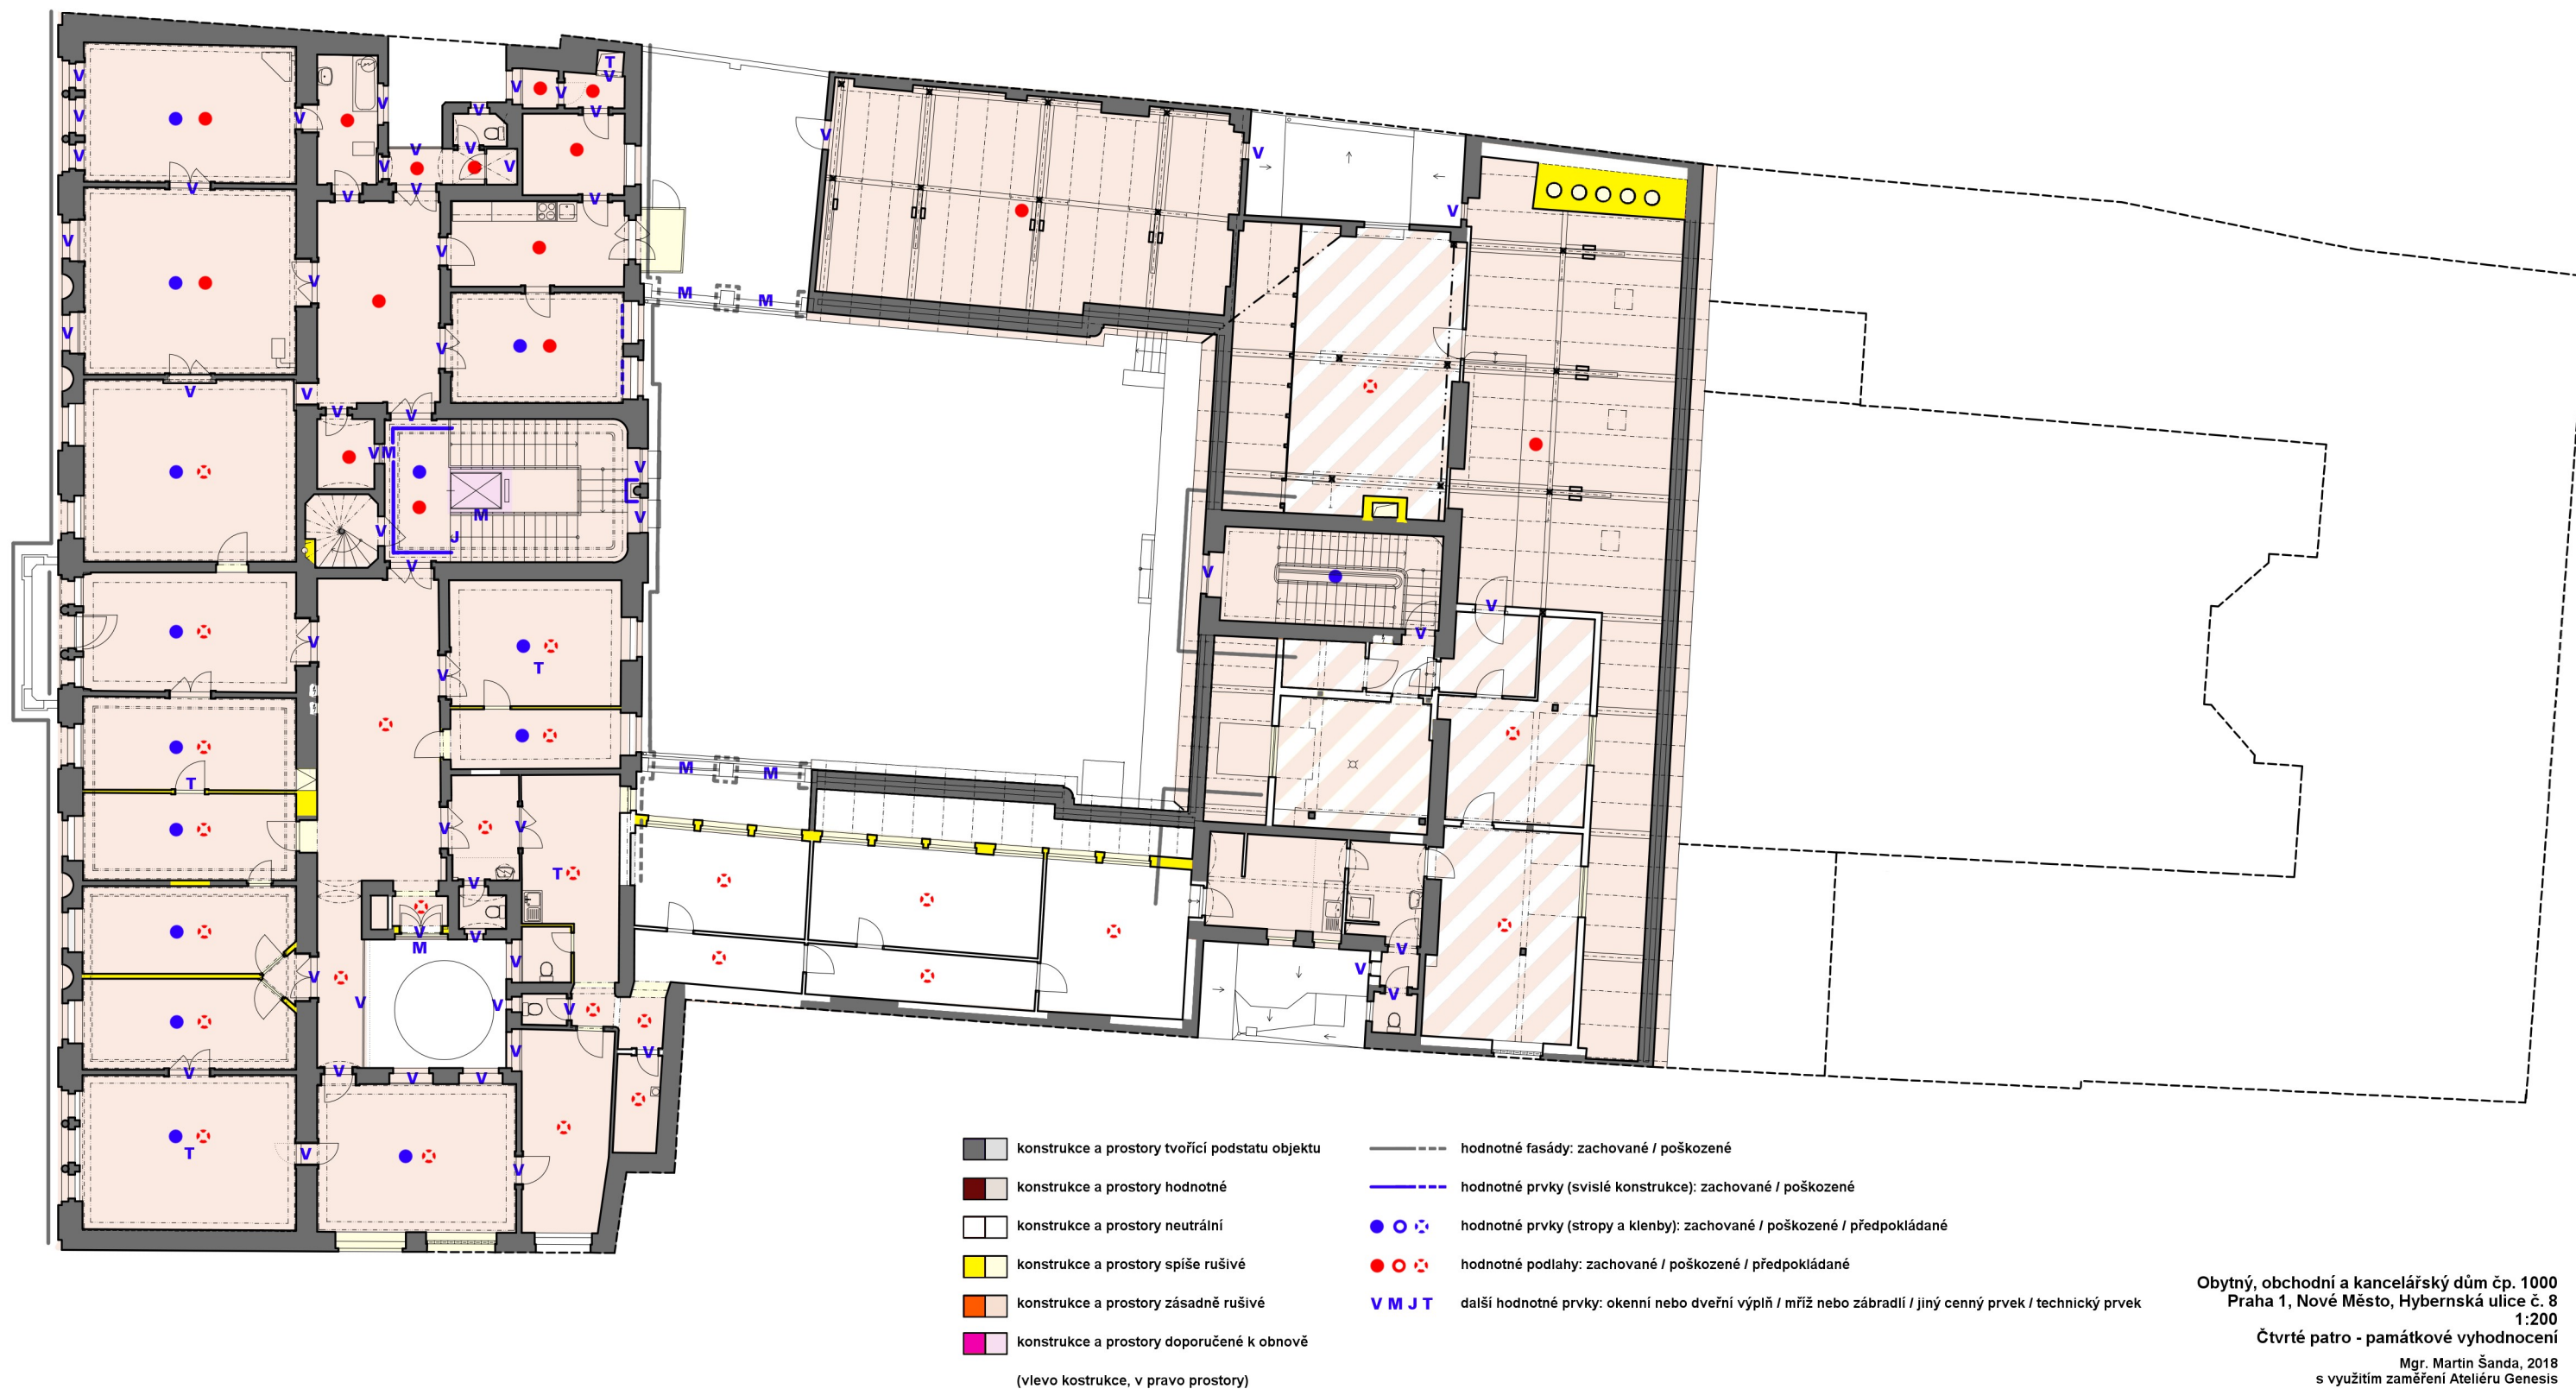 konstrukce a prostory tvořící podstatu objektu
konstrukce a prostory hodnotné
konstrukce a prostory neutrální
konstrukce a prostory spíše rušivé
konstrukce a prostory zásadně rušivé
konstrukce a prostory doporučené k obnově
(vlevo kostrukce, v pravo prostory)
hodnotné fasády: zachované / poškozené
hodnotné prvky (svislé konstrukce): zachované / poškozené
hodnotné prvky (stropy a klenby): zachované / poškozené / předpokládané
hodnotné podlahy: zachované / poškozené / předpokládané
V M J T další hodnotné prvky: okenní nebo dveřní výplň / mříž nebo zábradlí / jiný cenný prvek / technický prvek
Obytný, obchodní a kancelářský dům čp. 1000
Praha 1, Nové Město, Hybernská ulice č. 8
1:200
Čtvrté patro - památkové vyhodnocení
Mgr. Martin Šanda, 2018
s využitím zaměření Ateliéru Genesis